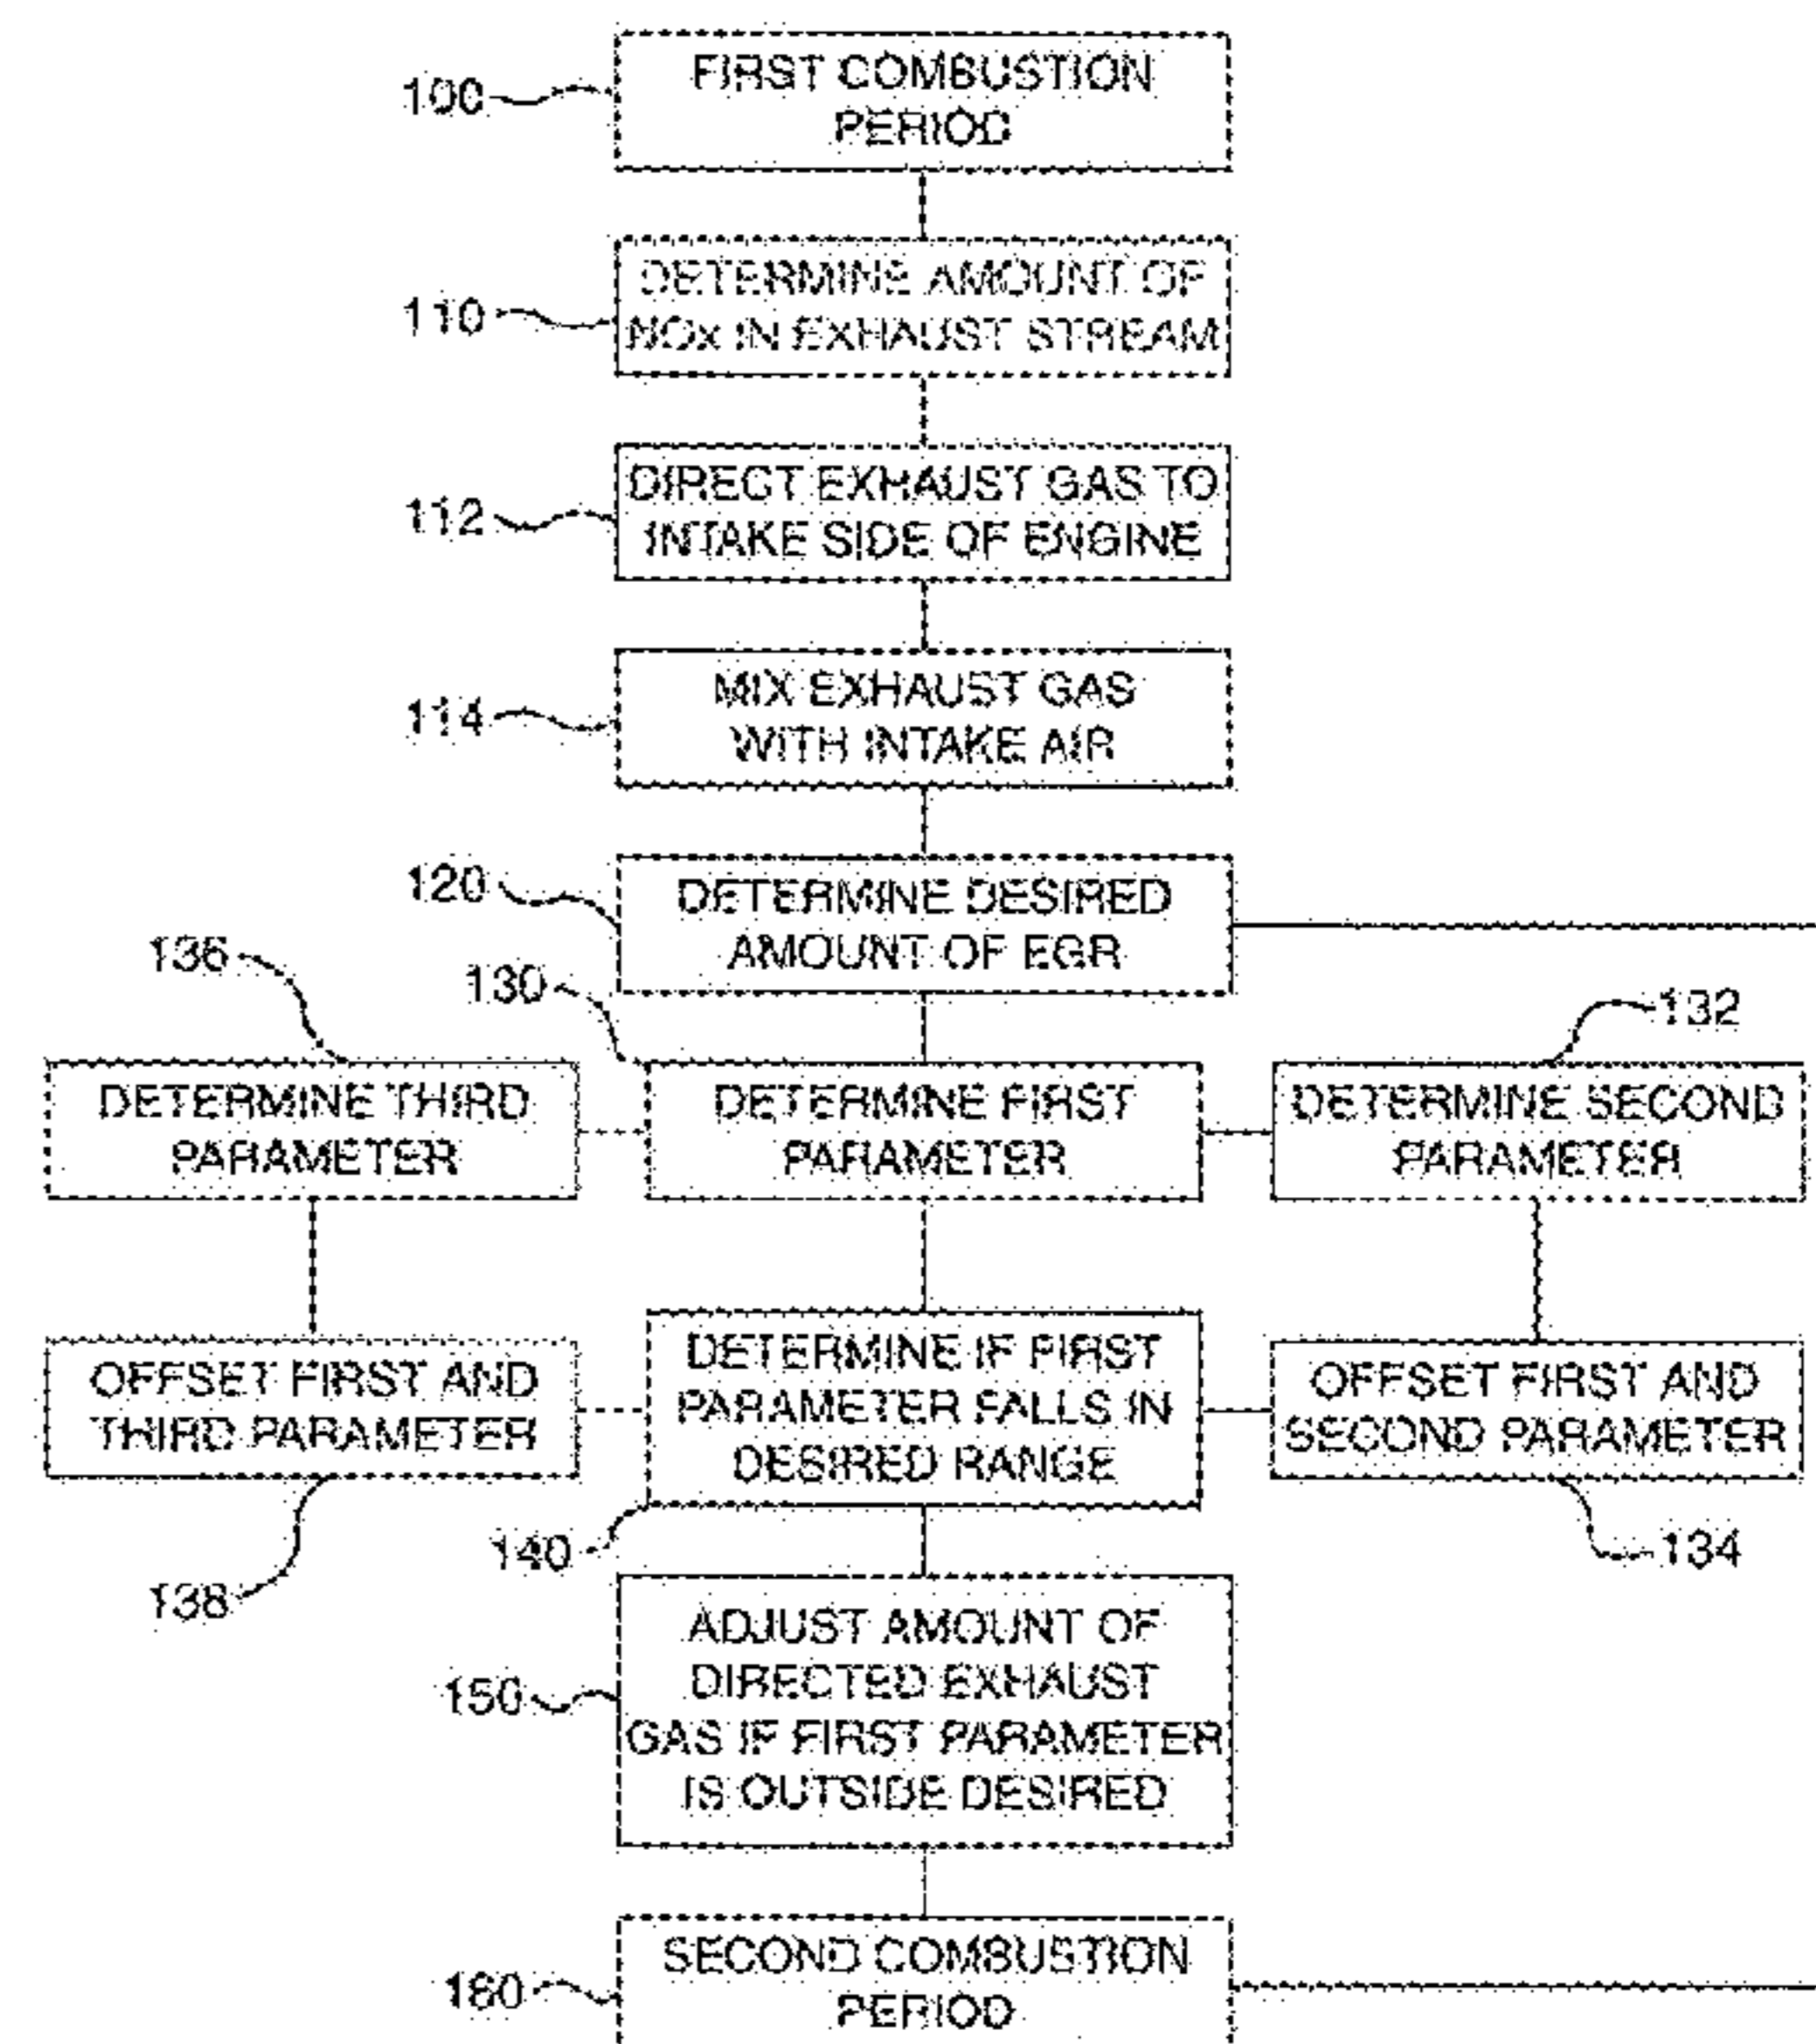 100
FIRST COMBUSTION
PERIOD
110
DETERMINE AMOUNT OF
NOx IN EXHAUST STREAM
112
DIRECT EXHAUST GAS TO
INTAKE SIDE OF ENGINE
114
MIX EXHAUST GAS
WITH INTAKE AIR
120
DETERMINE DESIRED
AMOUNT OF EGR
136
130
132
DETERMINE THIRD
PARAMETER
DETERMINE FIRST
PARAMETER
DETERMINE SECOND
PARAMETER
OFFSET FIRST AND
THIRD PARAMETER
DETERMINE IF FIRST
PARAMETER FALLS IN
DESIRED RANGE
OFFSET FIRST AND
SECOND PARAMETER
138
140
134
150
ADJUST AMOUNT OF
DIRECTED EXHAUST
GAS IF FIRST PARAMETER
IS OUTSIDE DESIRED
160
SECOND COMBUSTION
PERIOD